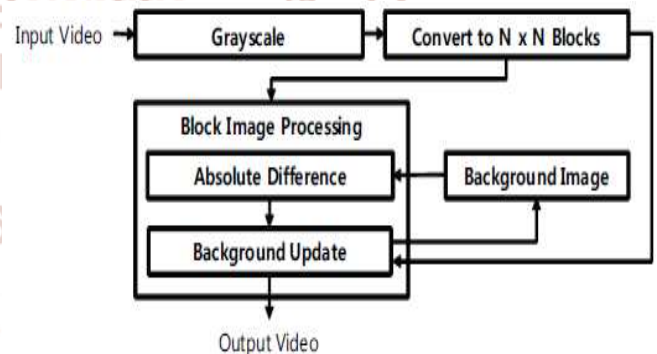 Input Video
Grayscale
Convert to N x N Blocks
Block Image Processing
Absolute Difference
Background Image
Background Update
Output Video